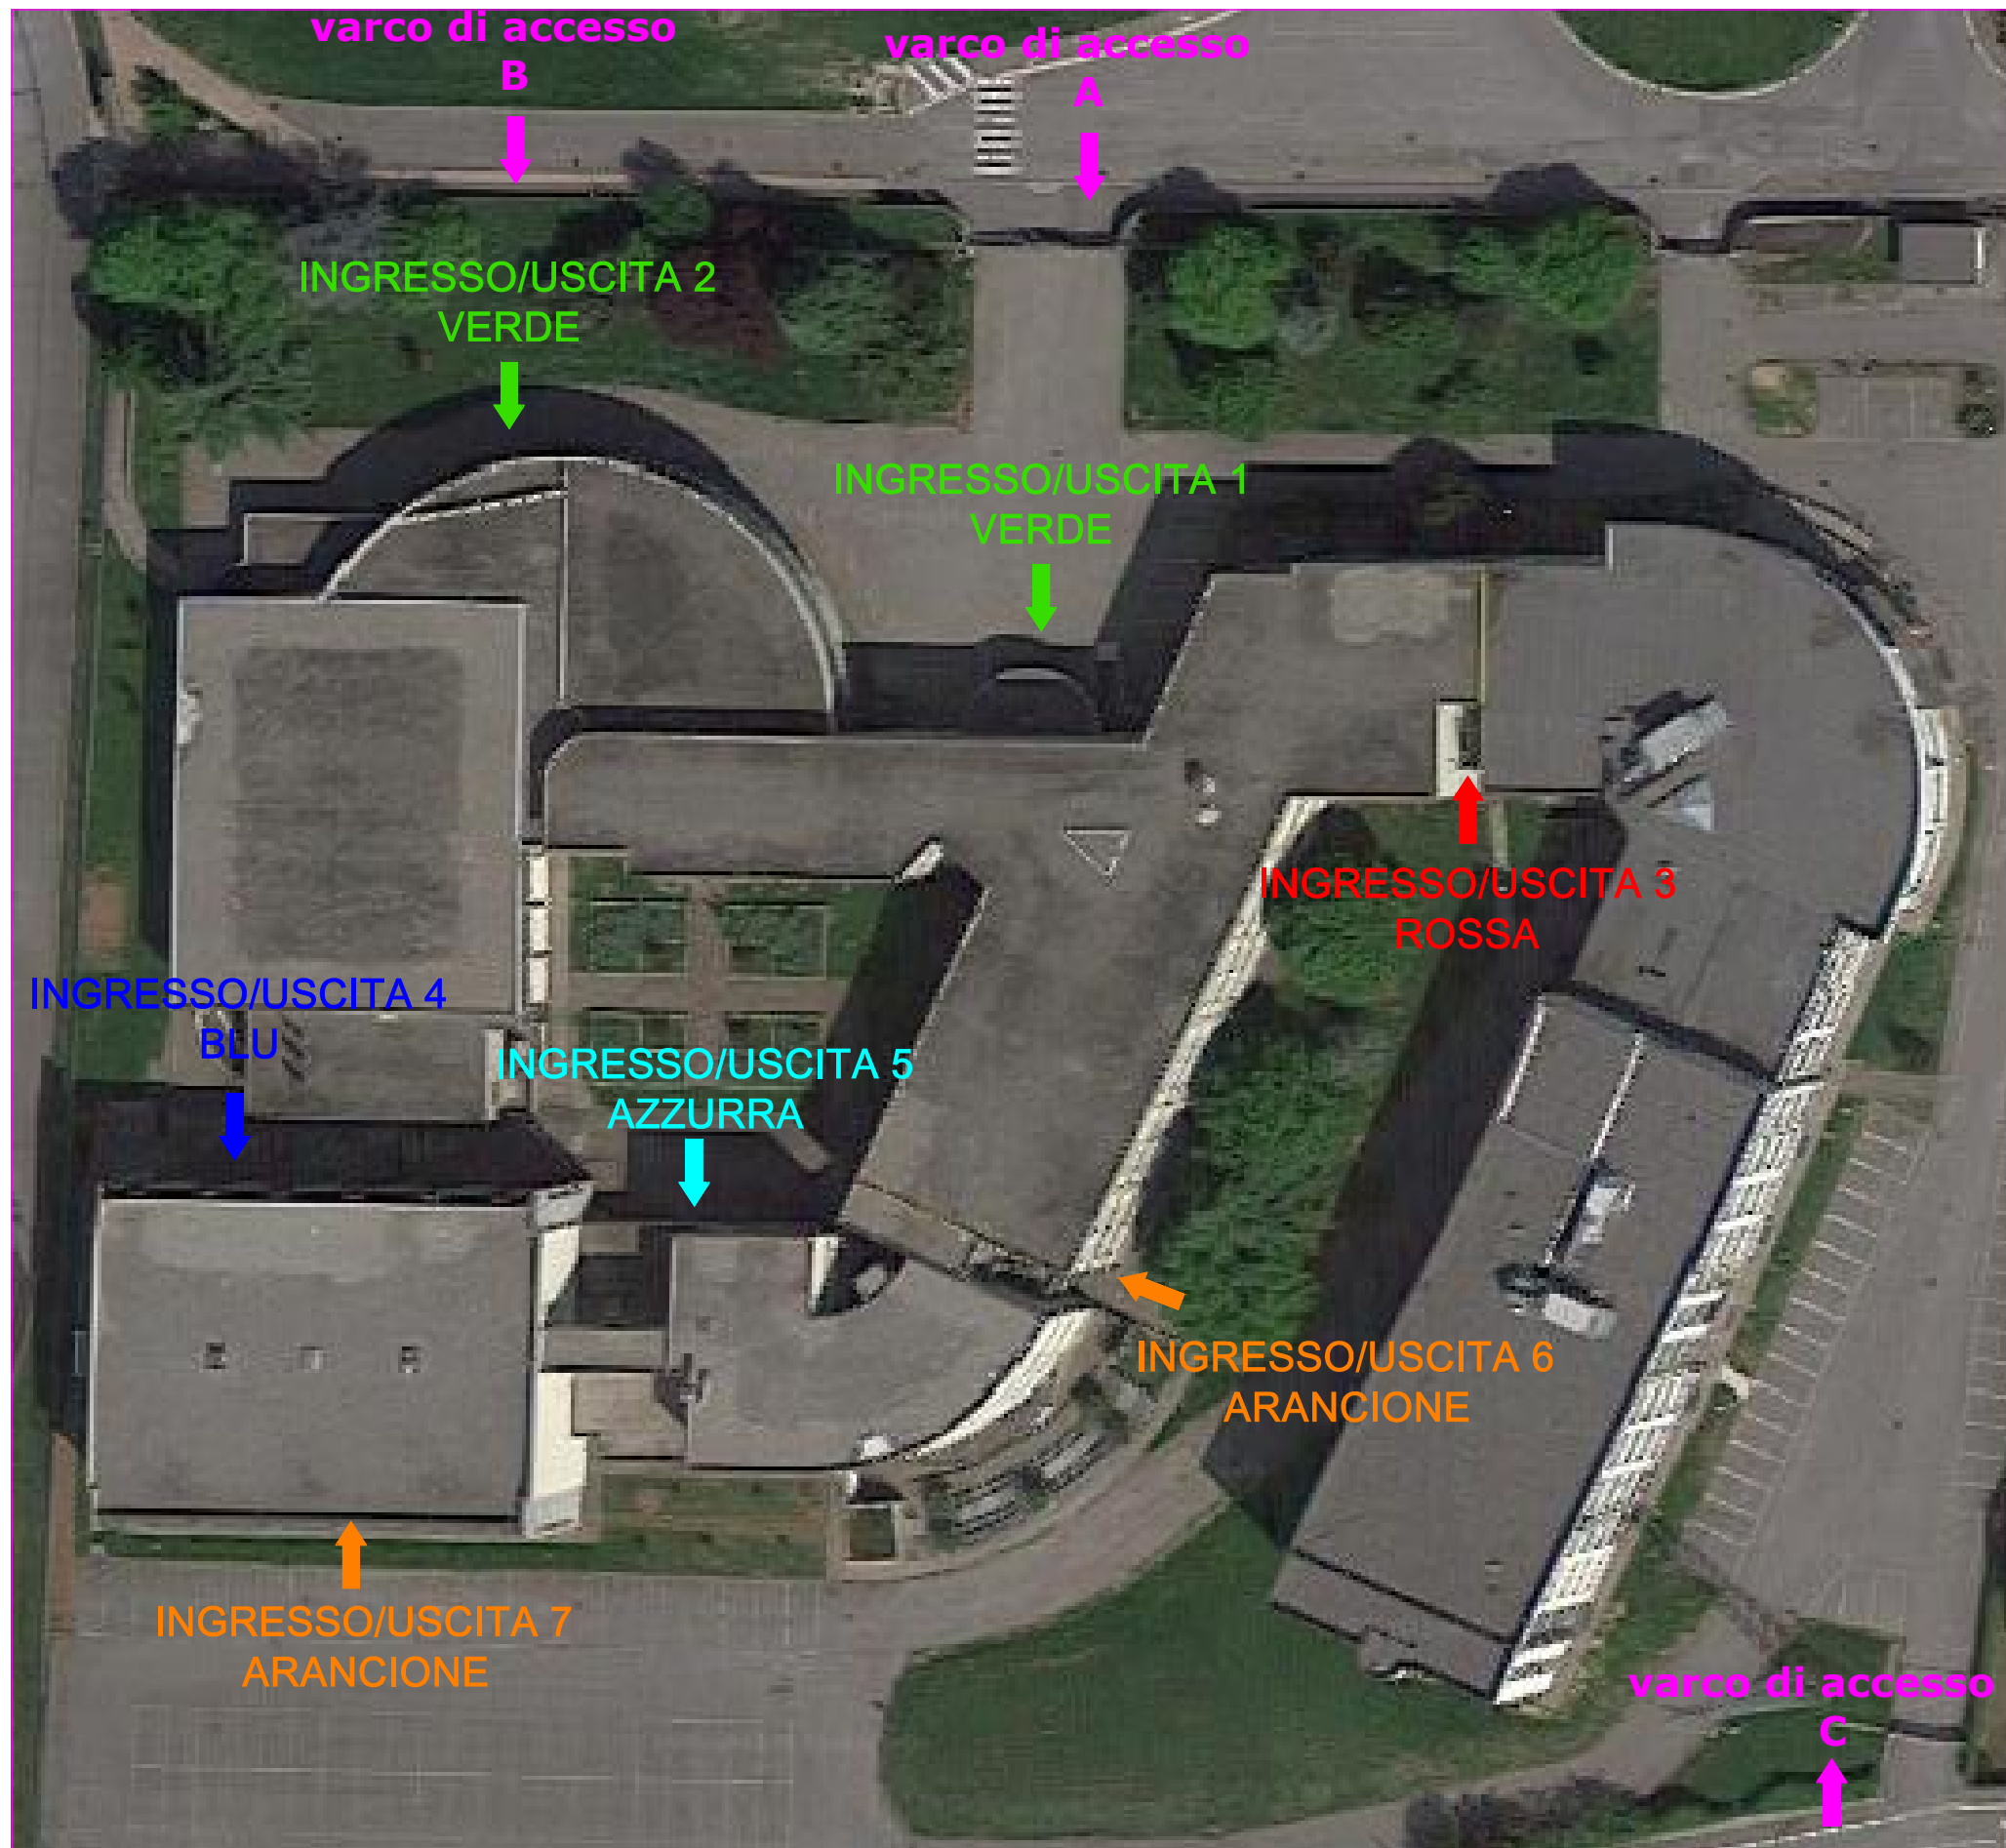 varco di accesso
B
varco di accesso
A
INGRESSO/USCITA 2
VERDE
INGRESSO/USCITA 1
VERDE
INGRESSO/USCITA 3
ROSSA
INGRESSO/USCITA 4
BLU
INGRESSO/USCITA 5
AZZURRA
INGRESSO/USCITA 6
ARANCIONE
INGRESSO/USCITA 7
ARANCIONE
varco di accesso
C